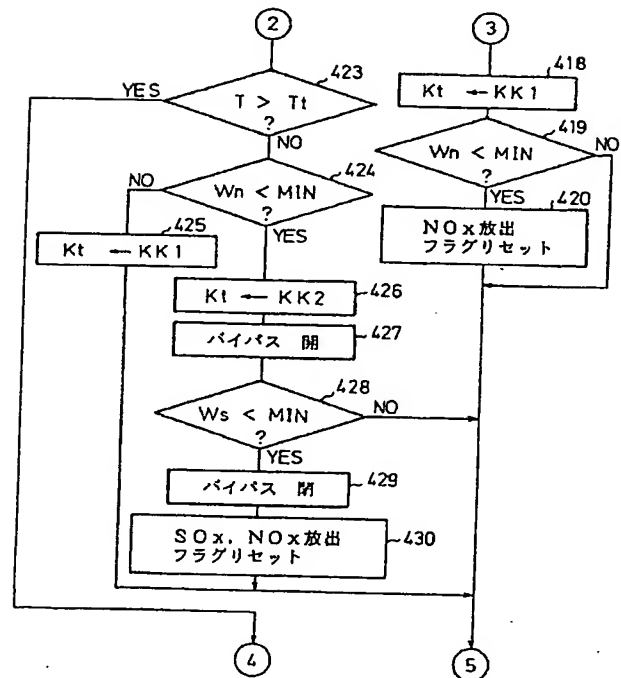 2
423
YES
T > Tt
?
NO
424
NO
Wn < MIN
?
YES
425
Kt ← KK1
Kt ← KK2
426
バイパス 開
427
428
Ws < MIN
NO
?
YES
バイパス 閉
429
SOx, NOx放出
フラグリセット
430
4
3
418
Kt ← KK1
419
NO
Wn < MIN
?
YES
420
NOx放出
フラグリセット
5